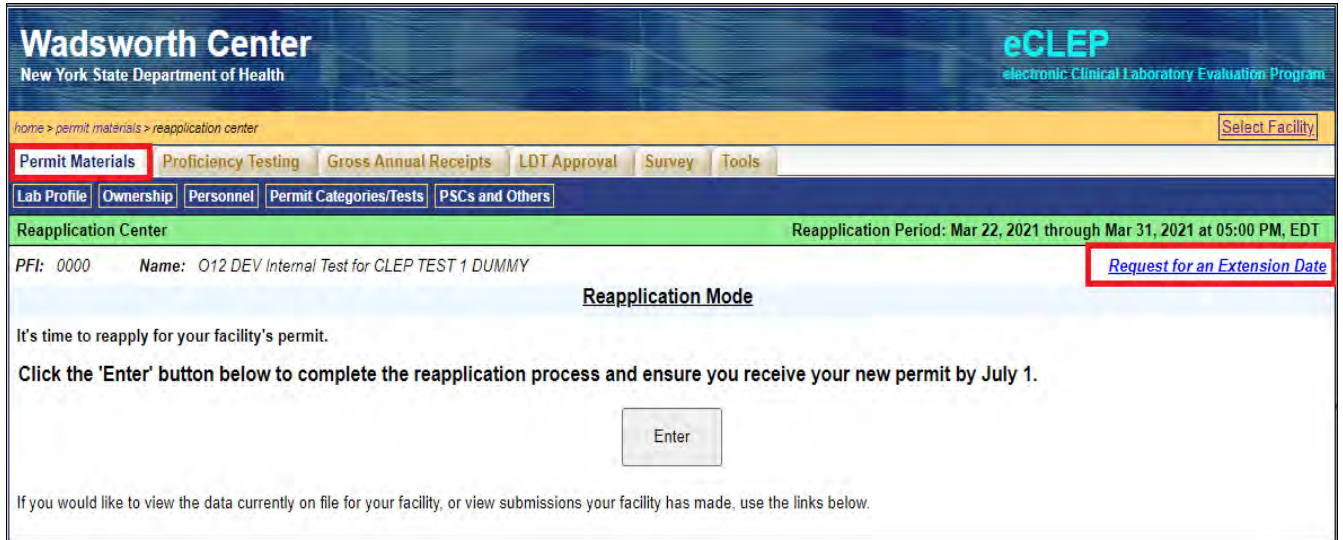 Wadsworth Center
New York State Department of Health
eCLEP
electronic Clinical Laboratory Evaluation Program
home > permit materials > reapplication center
Select Facility
Permit Materials Proficiency Testing Gross Annual Receipts LDT Approval Survey Tools
Lab Profile Ownership Personnel Permit Categories/Tests PSCs and Others
Reapplication Center Reapplication Period: Mar 22, 2021 through Mar 31, 2021 at 05:00 PM, EDT
PFI: 0000 Name: O12 DEV Internal Test for CLEP TEST 1 DUMMY Request for an Extension Date
Reapplication Mode
It's time to reapply for your facility's permit.
Click the 'Enter' button below to complete the reapplication process and ensure you receive your new permit by July 1.
Enter
If you would like to view the data currently on file for your facility, or view submissions your facility has made, use the links below.